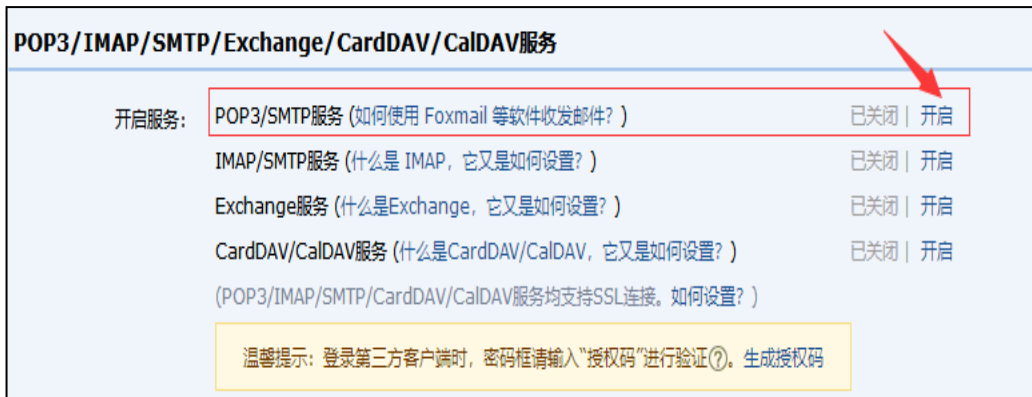 POP3/IMAP/SMTP/Exchange/CardDAV/CalDAV服务
开启服务: POP3/SMTP服务 (如何使用 Foxmail 等软件收发邮件? ) 已关闭 | 开启
IMAP/SMTP服务 (什么是 IMAP，它又是如何设置? ) 已关闭 | 开启
Exchange服务 (什么是Exchange，它又是如何设置? ) 已关闭 | 开启
CardDAV/CalDAV服务 (什么是CardDAV/CalDAV，它又是如何设置? ) 已关闭 | 开启
(POP3/IMAP/SMTP/CardDAV/CalDAV服务均支持SSL连接。如何设置? )
温馨提示: 登录第三方客户端时，密码框请输入“授权码”进行验证?。生成授权码